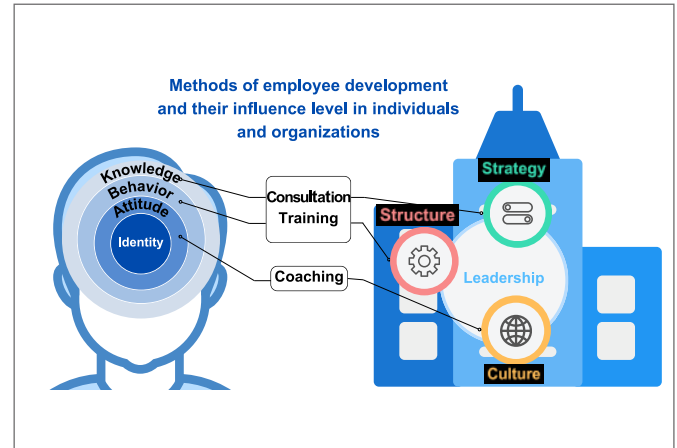 Methods of employee development
and their influence level in individuals
and organizations
Knowledge
Behavior
Attitude
Identity
Consultation
Training
Coaching
Strategy
Structure
Leadership
Culture